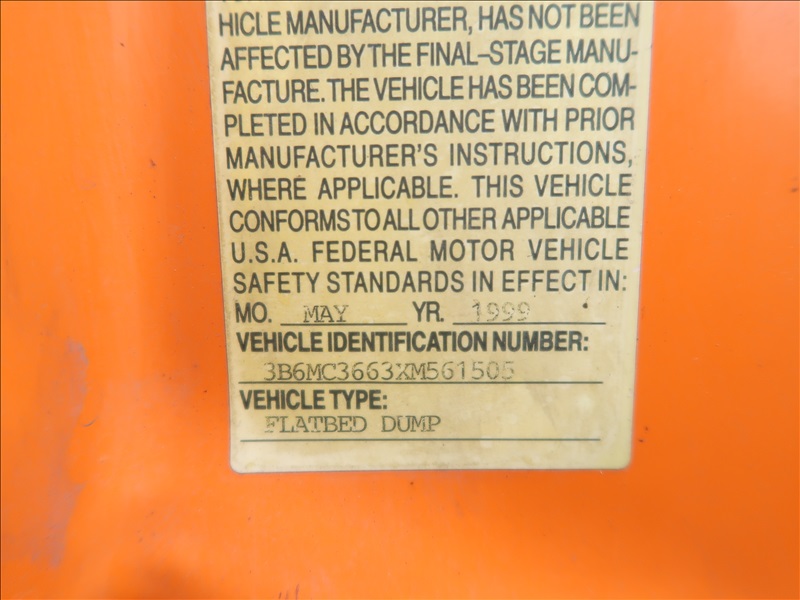 HICLE MANUFACTURER, HAS NOT BEEN
AFFECTED BY THE FINAL–STAGE MANU-
FACTURE. THE VEHICLE HAS BEEN COM-
PLETED IN ACCORDANCE WITH PRIOR
MANUFACTURER'S INSTRUCTIONS,
WHERE APPLICABLE. THIS VEHICLE
CONFORMS TO ALL OTHER APPLICABLE
U.S.A. FEDERAL MOTOR VEHICLE
SAFETY STANDARDS IN EFFECT IN:
MO. MAY YR. 1999
VEHICLE IDENTIFICATION NUMBER:
3B6MC3663XM561505
VEHICLE TYPE:
FLATBED DUMP